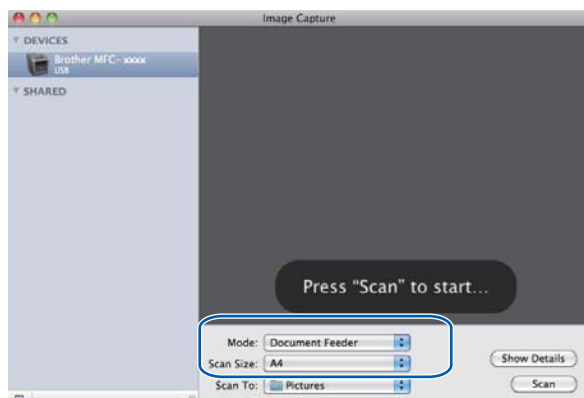 Image Capture
DEVICES
Brother MFC- xxxx
USB
SHARED
Press “Scan” to start...
Mode: Document Feeder
Scan Size: A4
Show Details
Scan To: Pictures
Scan